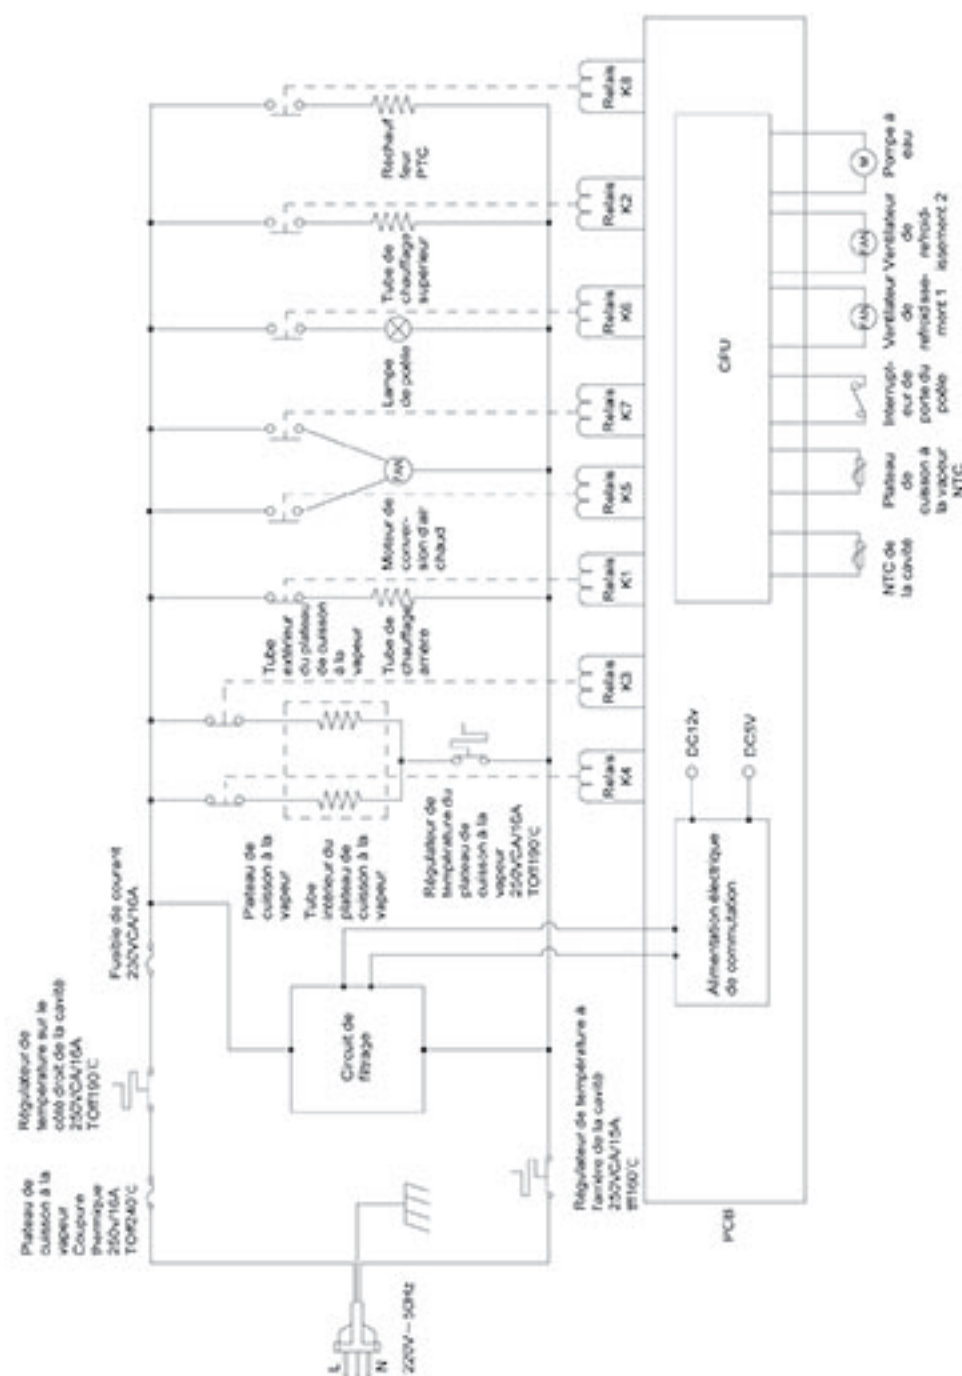 L
N
220V~50Hz
Plateau de
cuisson à la
vapeur
Coupure
thermique
250v/16A
TOff240℃
Régulateur de
température sur le
côté droit de la cavité
250VCA/16A
TOff190℃
Fusible de courant
230VCA/16A
Circuit de
filtrage
Régulateur de température à
l'arrière de la cavité
250VCA/15A
tff160℃
Plateau de
cuisson à la
vapeur
Tube
intérieur du
plateau de
cuisson à la
vapeur
Régulateur de
température du
plateau de
cuisson à la
vapeur
250VCA/16A
TOff190℃
Tube
extérieur
du plateau
de cuisson
à la
vapeur
Tube de
chauffage
arrière
Moteur de
conver-
sion d'air
chaud
FAN
Lampe
de poêle
Tube de
chauffage
supérieur
Réchauf
feur
PTC
Relais
K4
Relais
K3
Relais
K1
Relais
K5
Relais
K7
Relais
K6
Relais
K2
Relais
K8
PCB
Alimentation électrique
de commutation
DC12v
DC5V
CPU
NTC de
la cavité
Plateau
de
cuisson à
la vapeur
NTC
Interrupt-
eur de
porte du
poêle
FAN
Ventilateur
de
refroidisse-
ment 1
FAN
Ventilateur
de
refroid-
issement 2
M
Pompe à
eau